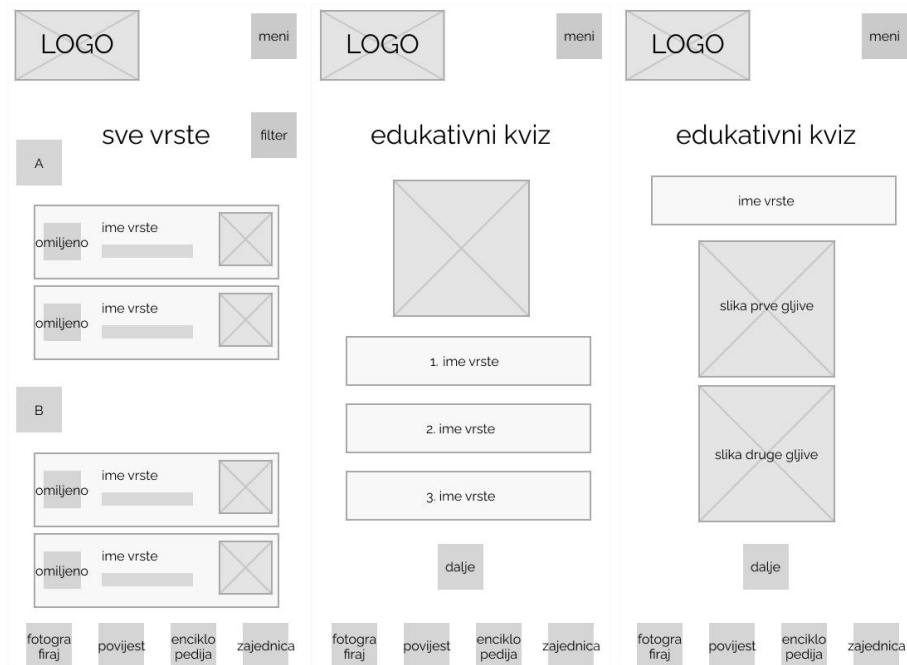 LOGO
meni
sve vrste
filter
A
omiljeno
ime vrste
omiljeno
ime vrste
B
omiljeno
ime vrste
omiljeno
ime vrste
fotogra
firaj
povijest
enciklo
pedija
zajednica
LOGO
meni
edukativni kviz
1. ime vrste
2. ime vrste
3. ime vrste
dalje
fotogra
firaj
povijest
enciklo
pedija
zajednica
LOGO
meni
edukativni kviz
ime vrste
slika prve gljive
slika druge gljive
dalje
fotogra
firaj
povijest
enciklo
pedija
zajednica